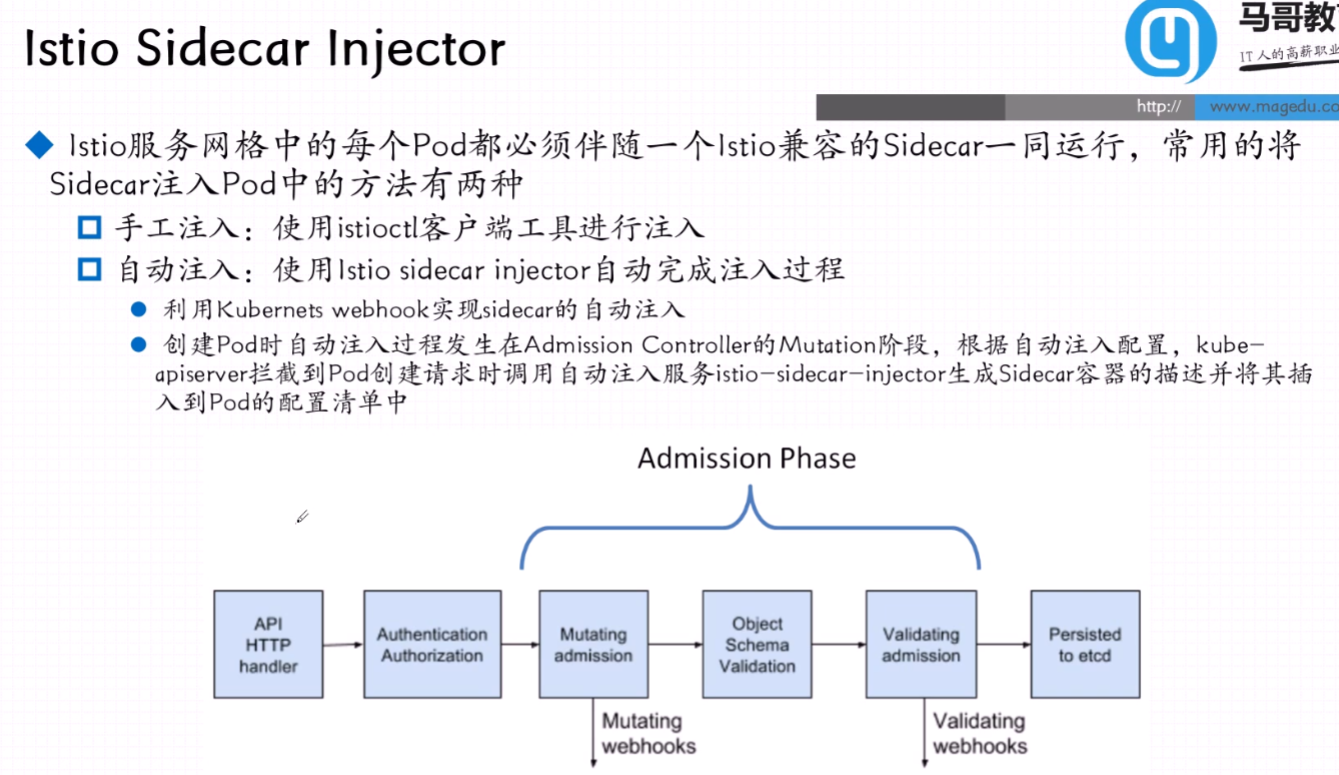 Istio Sidecar Injector
马哥教
IT人的高薪职业
http://
www.magedu.co
Istio服务网格中的每个Pod都必须伴随一个Istio兼容的Sidecar一同运行，常用的将
Sidecar注入Pod中的方法有两种
手工注入：使用istioctl客户端工具进行注入
自动注入：使用Istio sidecar injector自动完成注入过程
利用Kubernets webhook实现sidecar的自动注入
创建Pod时自动注入过程发生在Admission Controller的Mutation阶段，根据自动注入配置，kube-
apiserver拦截到Pod创建请求时调用自动注入服务istio-sidecar-injector生成Sidecar容器的描述并将其插
入到Pod的配置清单中
Admission Phase
API
HTTP
handler
Authentication
Authorization
Mutating
admission
Object
Schema
Validation
Validating
admission
Persisted
to etcd
Mutating
webhooks
Validating
webhooks